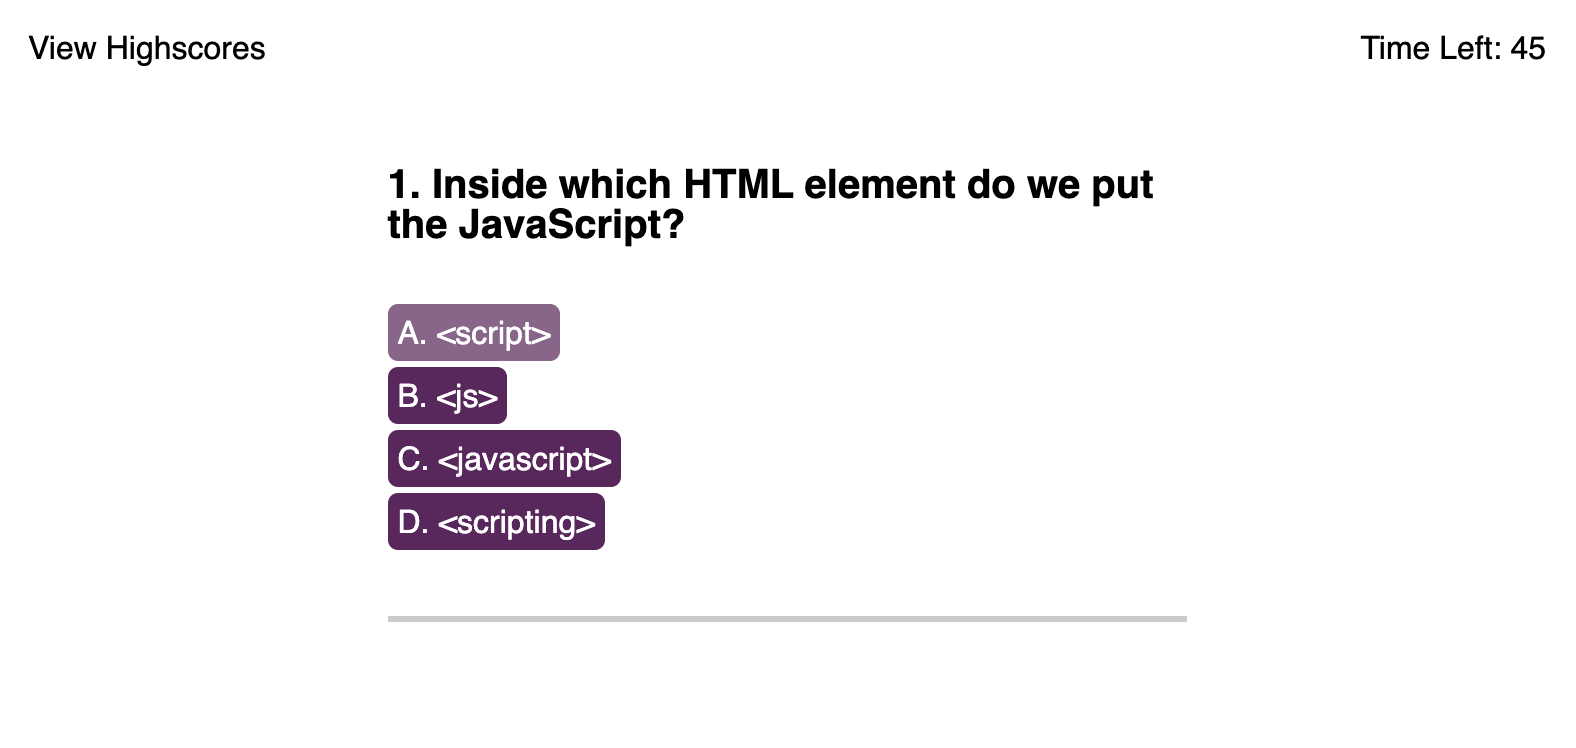 View Highscores
Time Left: 45
1. Inside which HTML element do we put
the JavaScript?
A. <script>
B. <js>
C. <javascript>
D. <scripting>